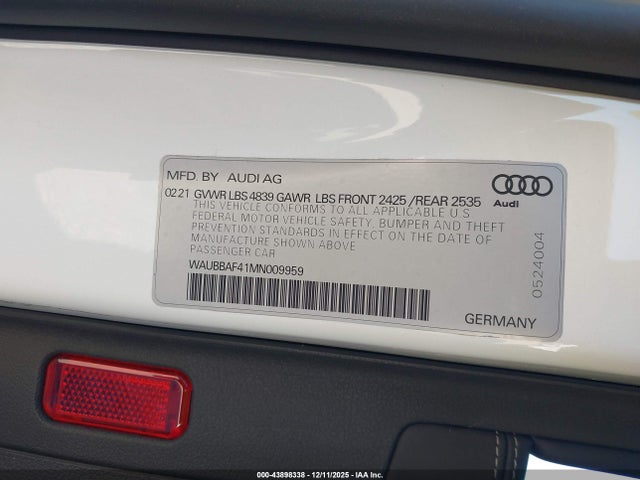 MFD. BY AUDI AG
02.21 GVWR LBS 4839 GAWR LBS FRONT 2425 /REAR 2535
THIS VEHICLE CONFORMS TO ALL APPLICABLE U.S
FEDERAL MOTOR VEHICLE SAFETY, BUMPER AND THEFT
PREVENTION STANDARDS IN EFFECT ON THE DATE OF
MANUFACTURE SHOWN ABOVE
PASSENGER CAR
WAUBBAF41MN009959
Audi
0524004
GERMANY
000-43898338 - 12/11/2025 - IAA Inc.